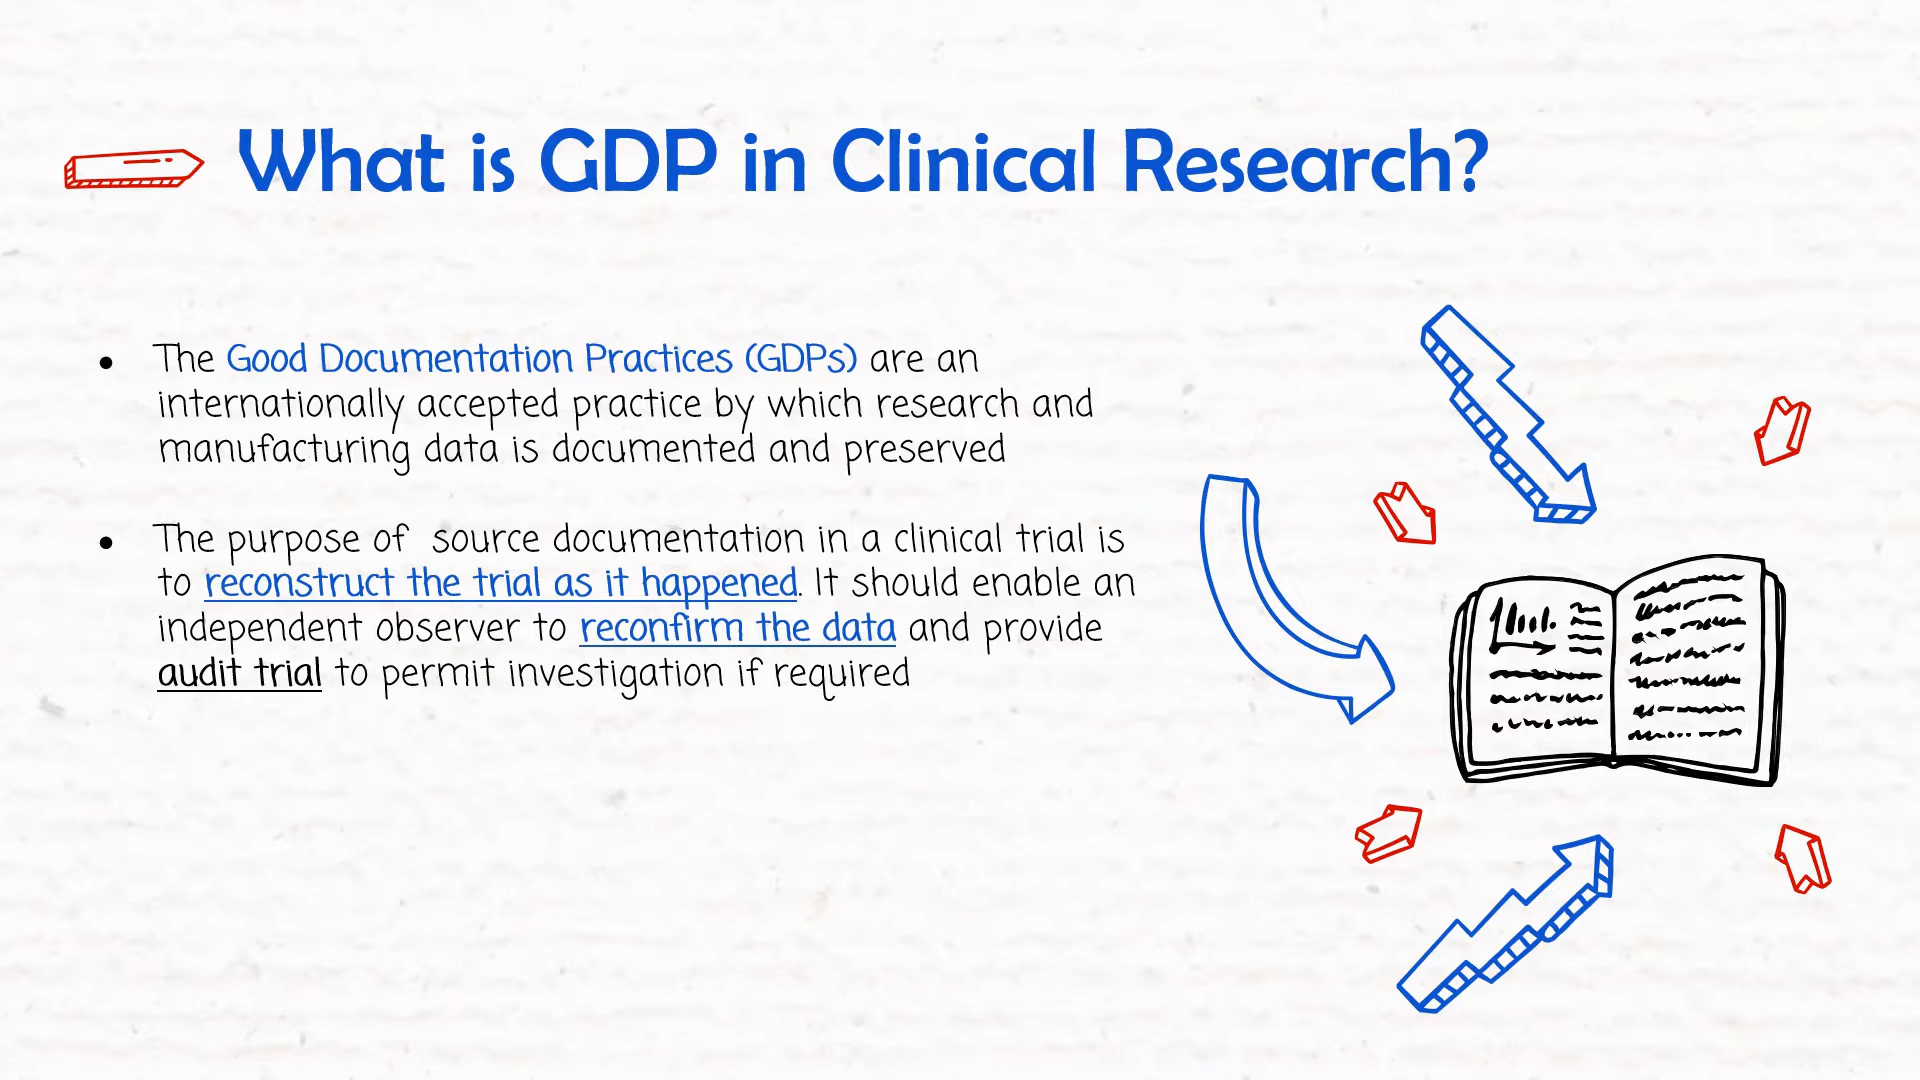 What is GDP in Clinical Research?
• The Good Documentation Practices (GDPs) are an
internationally accepted practice by which research and
manufacturing data is documented and preserved
• The purpose of  source documentation in a clinical trial is
to reconstruct the trial as it happened. It should enable an
independent observer to reconfirm the data and provide
audit trial to permit investigation if required